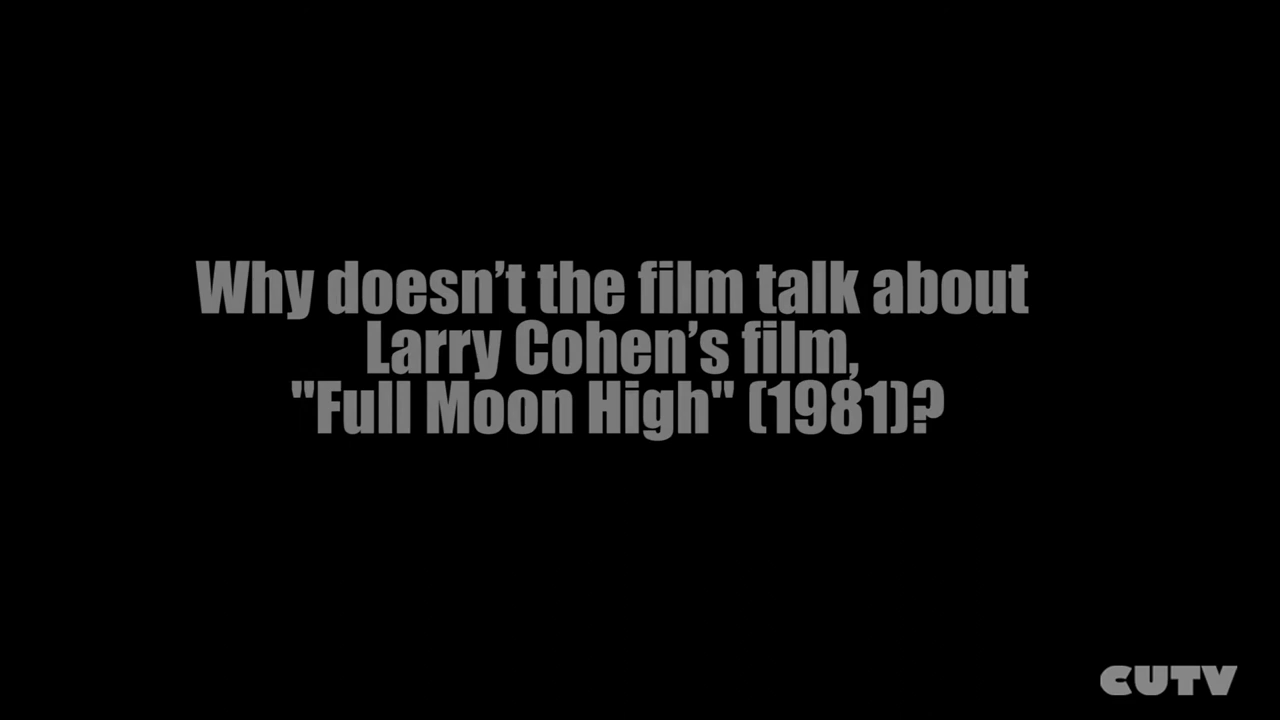 Why doesn’t the film talk about
Larry Cohen’s film,
"Full Moon High" (1981)?
CUTV